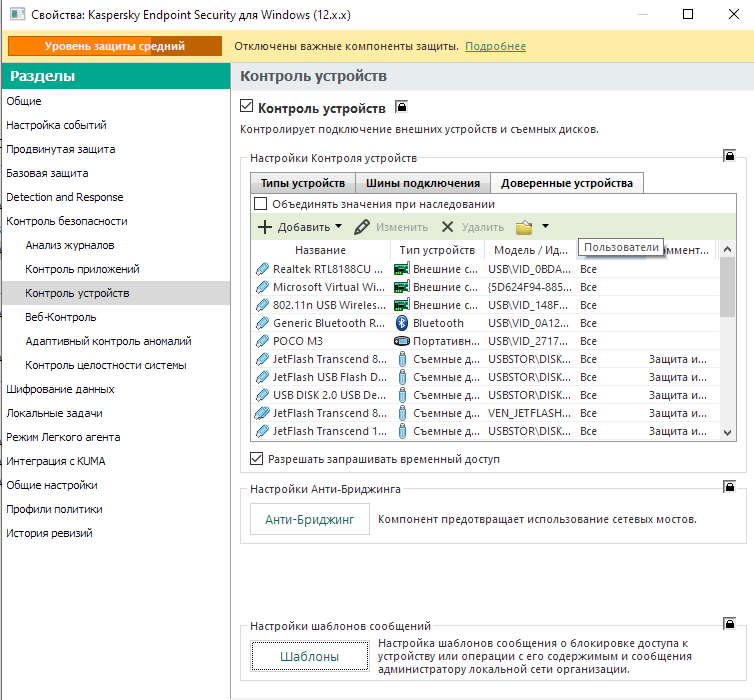 Свойства: Kaspersky Endpoint Security для Windows (12.x.x)
Уровень защиты средний Отключены важные компоненты защиты. Подробнее
Разделы
Общие
Настройка событий
Продвинутая защита
Базовая защита
Detection and Response
Контроль безопасности
Анализ журналов
Контроль приложений
Контроль устройств
Веб-Контроль
Адаптивный контроль аномалий
Контроль целостности системы
Шифрование данных
Локальные задачи
Режим Легкого агента
Интеграция с KUMA
Общие настройки
Профили политики
История ревизий
Контроль устройств
Контроль устройств
Контролирует подключение внешних устройств и съемных дисков.
Настройки Контроля устройств
Типы устройств Шины подключения Доверенные устройства
Объединять значения при наследовании
Добавить Изменить Удалить
Название Тип устройств Модель / Ид... Пользователи коммент...
Realtek RTL8188CU ... Внешние с... USB\VID_0BDA... Все
Microsoft Virtual Wi... Внешние с... {5D624F94-885... Все
802.11n USB Wireles... Внешние с... USB\VID_148F... Все
Generic Bluetooth R... Bluetooth USB\VID_0A12... Все
POCO M3 Портативн... USB\VID_2717... Все
JetFlash Transcend 8... Съемные д... USBSTOR\DISK... Все Защита и...
JetFlash USB Flash D... Съемные д... USBSTOR\DISK... Все Защита и...
USB DISK 2.0 USB De... Съемные д... USBSTOR\DISK... Все Защита и...
JetFlash Transcend 8... Съемные д... VEN_JETFLASH... Все Защита и...
JetFlash Transcend 1... Съемные д... USBSTOR\DISK... Все Защита и...
Разрешать запрашивать временный доступ
Настройки Анти-Бриджинга
Анти-Бриджинг Компонент предотвращает использование сетевых мостов.
Настройки шаблонов сообщений
Шаблоны
Настройка шаблонов сообщения о блокировке доступа к
устройству или операции с его содержимым и сообщения
администратору локальной сети организации.